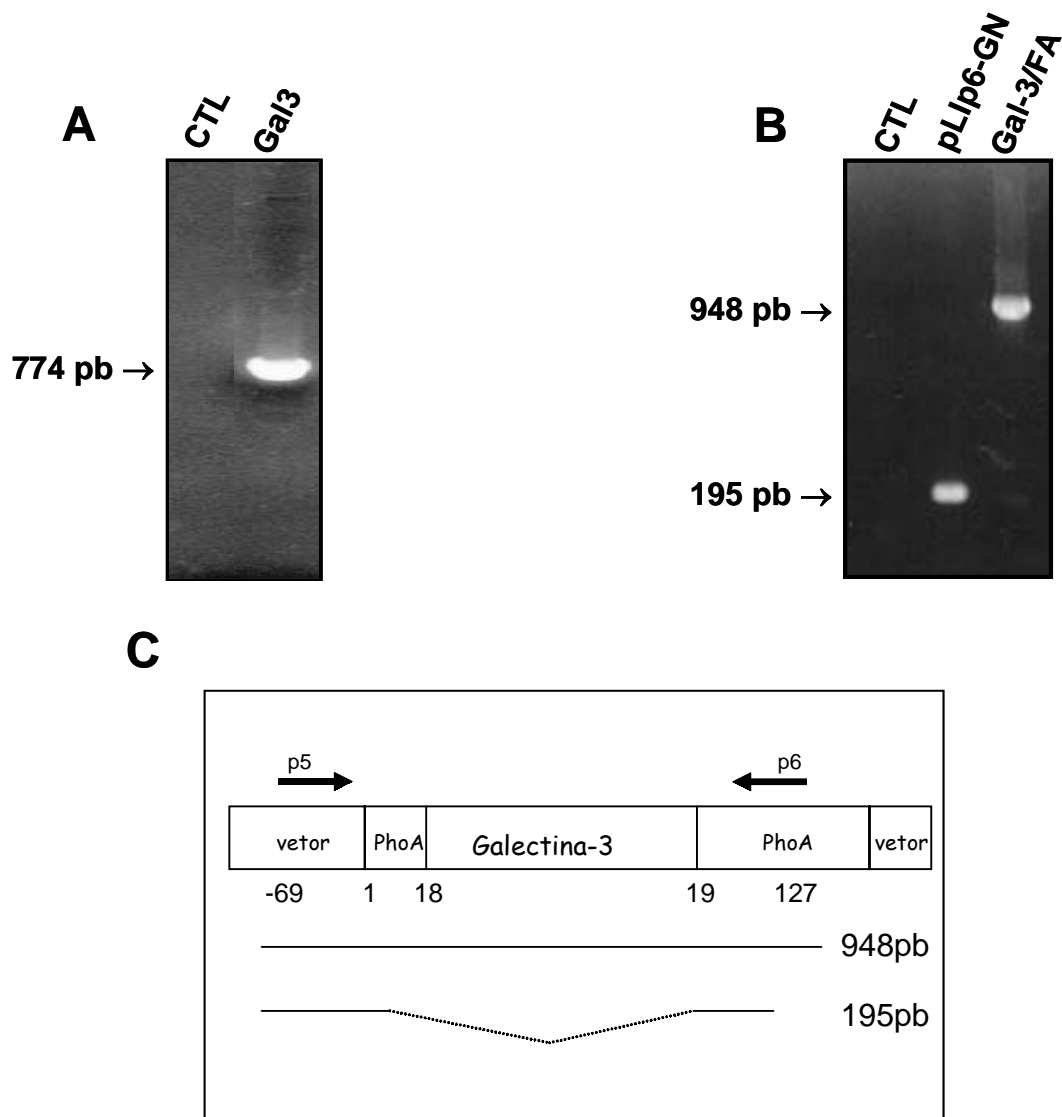 A
CTL
Gal3
774 pb →
B
CTL
pLIp6-GN
Gal-3/FA
948 pb →
195 pb →
C
p5
p6
vetor
PhoA
Galectina-3
PhoA
vetor
-69
1
18
19
127
948pb
195pb